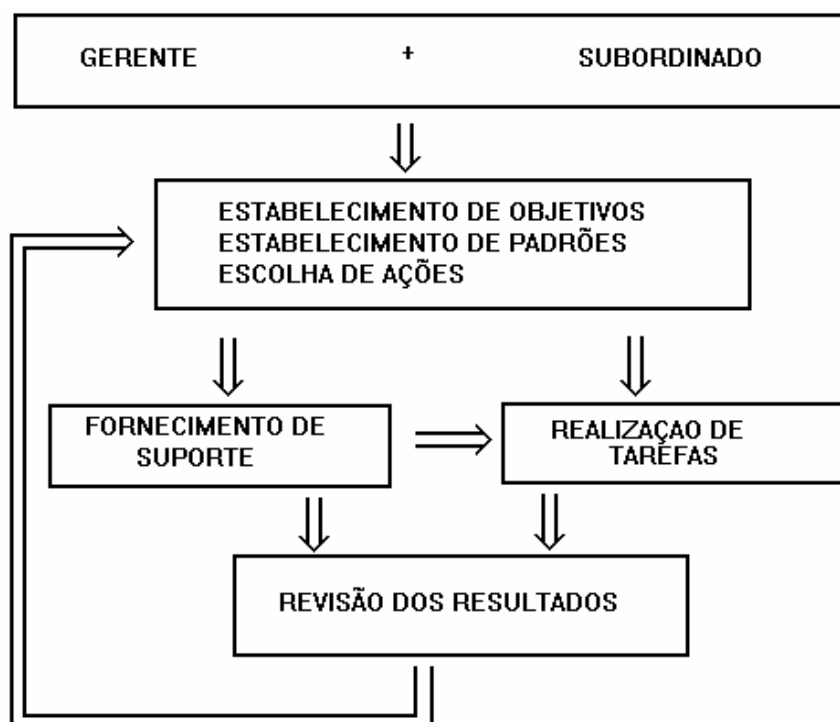 GERENTE + SUBORDINADO
ESTABELECIMENTO DE OBJETIVOS
ESTABELECIMENTO DE PADRÕES
ESCOLHA DE AÇÕES
FORNECIMENTO DE
SUPORTE
REALIZAÇAO DE
TAREFAS
REVISÃO DOS RESULTADOS